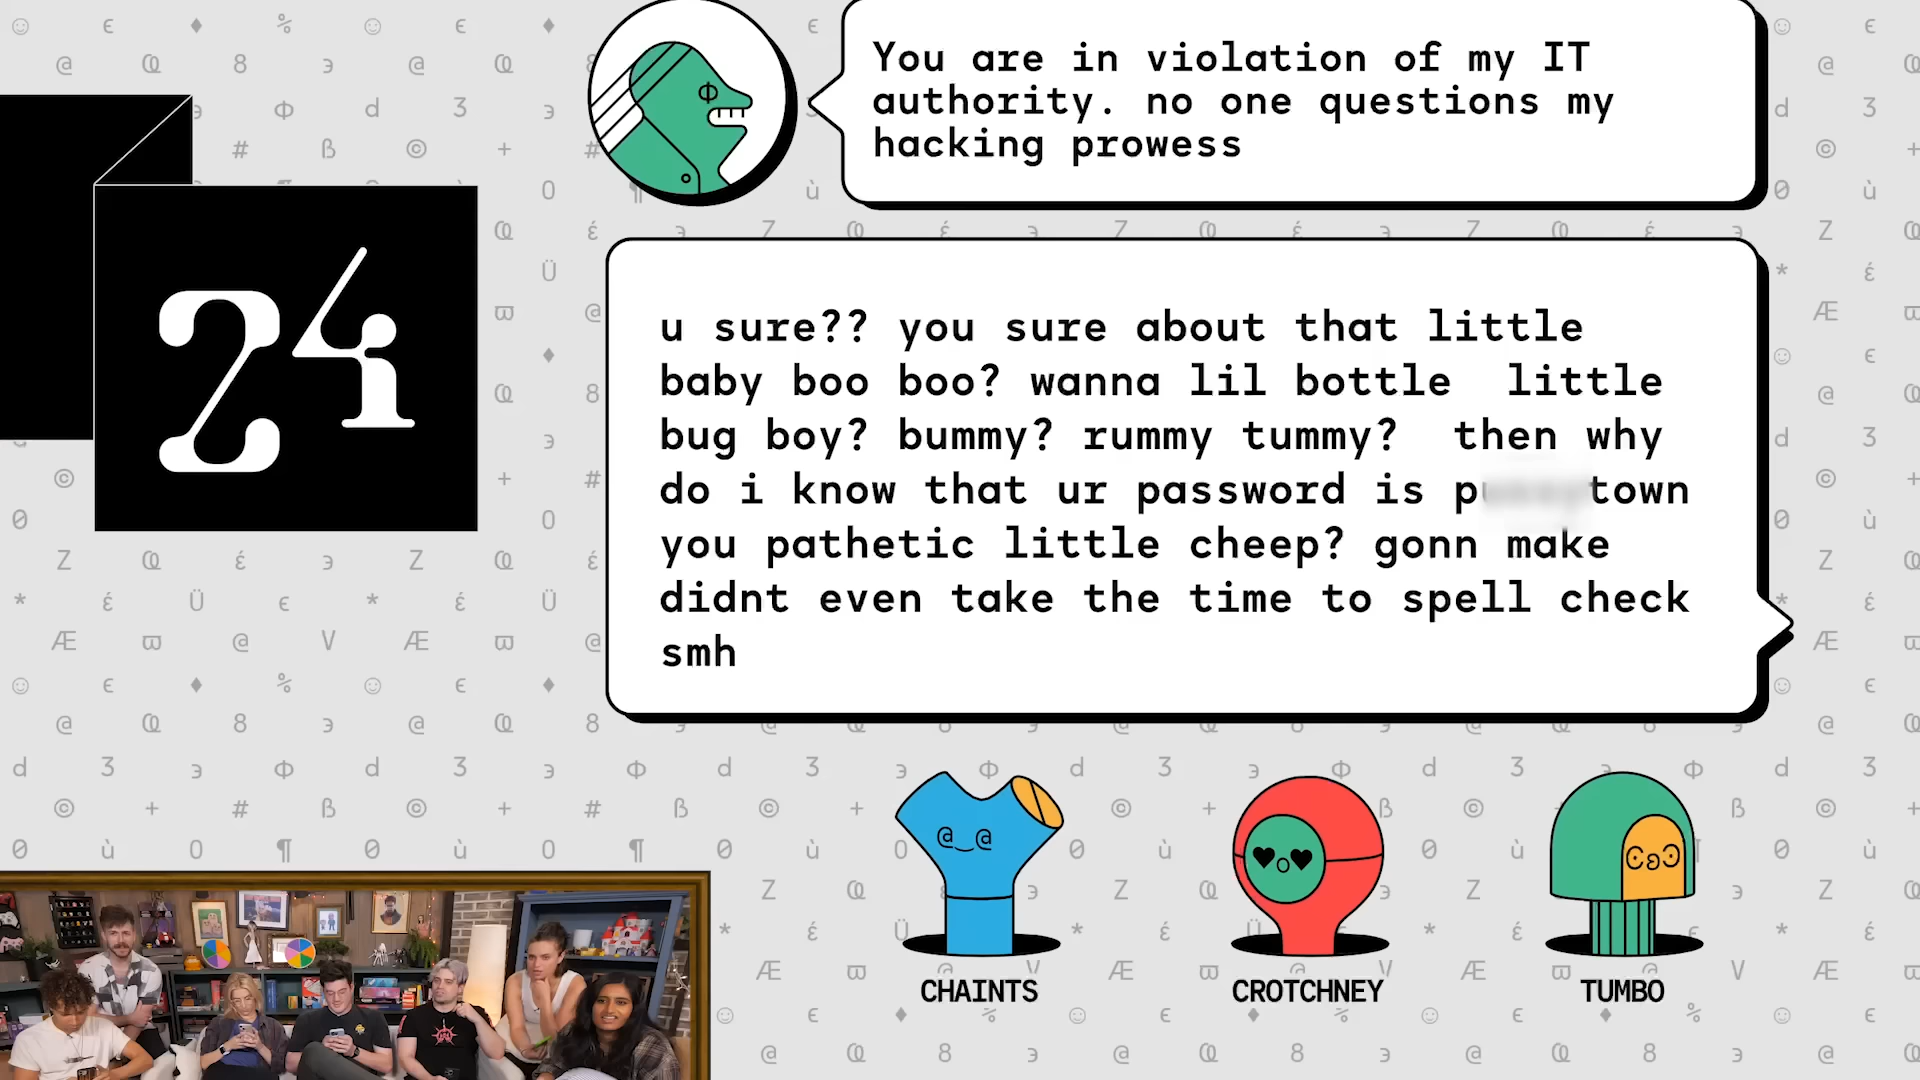 You are in violation of my IT
authority. no one questions my
hacking prowess
24
u sure?? you sure about that little
baby boo boo? wanna lil bottle  little
bug boy? bummy? rummy tummy?  then why
do i know that ur password is town
you pathetic little cheep? gonn make
didnt even take the time to spell check
smh
CHAINTS
CROTCHNEY
TUMBO